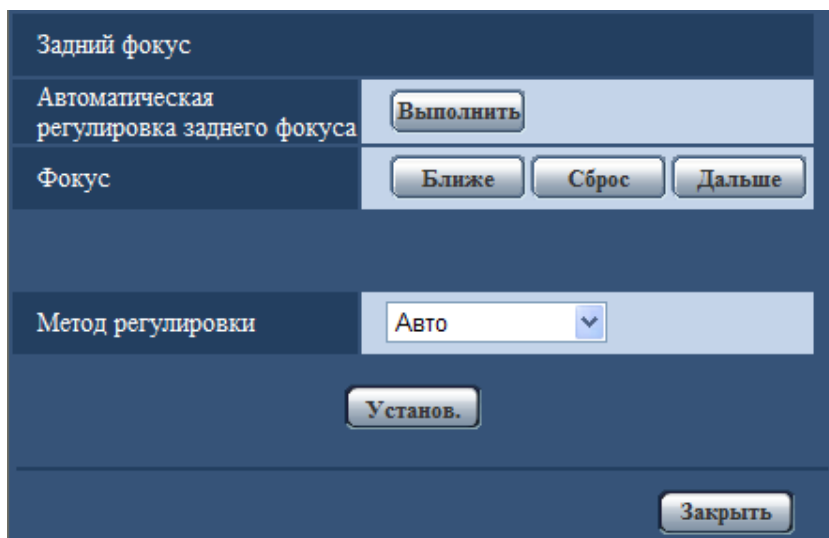 Задний фокус
Автоматическая
регулировка заднего фокуса
Выполнить
Фокус
Ближе Сброс Дальше
Метод регулировки
Авто
Установ.
Закрыть